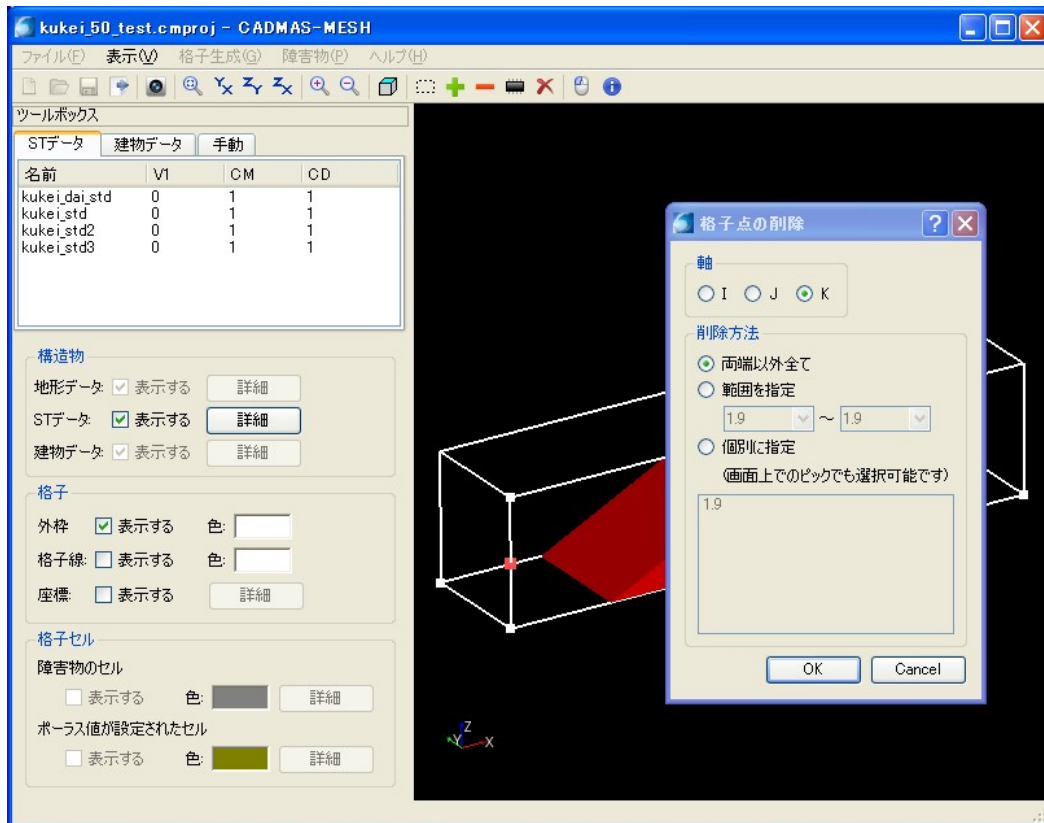 kukei_50_test.cmproj - CADMAS-MESH
ファイル(F) 表示(V) 格子生成(G) 障害物(P) ヘルプ(H)
Y X Z Y Z X
ツールボックス
STデータ 建物データ 手動
名前 V1 CM CD
kukei_dai_std 0 1 1
kukei_std 0 1 1
kukei_std2 0 1 1
kukei_std3 0 1 1
構造物
地形データ: 表示する 詳細
STデータ: 表示する 詳細
建物データ: 表示する 詳細
格子
外枠 表示する 色:
格子線: 表示する 色:
座標: 表示する 詳細
格子セル
障害物のセル
表示する 色: 詳細
ポーラス値が設定されたセル
表示する 色: 詳細
Z
Y X
格子点の削除
軸
I J K
削除方法
両端以外全て
範囲を指定
1.9 ～ 1.9
個別に指定
(画面上でのピックでも選択可能です)
1.9
OK Cancel